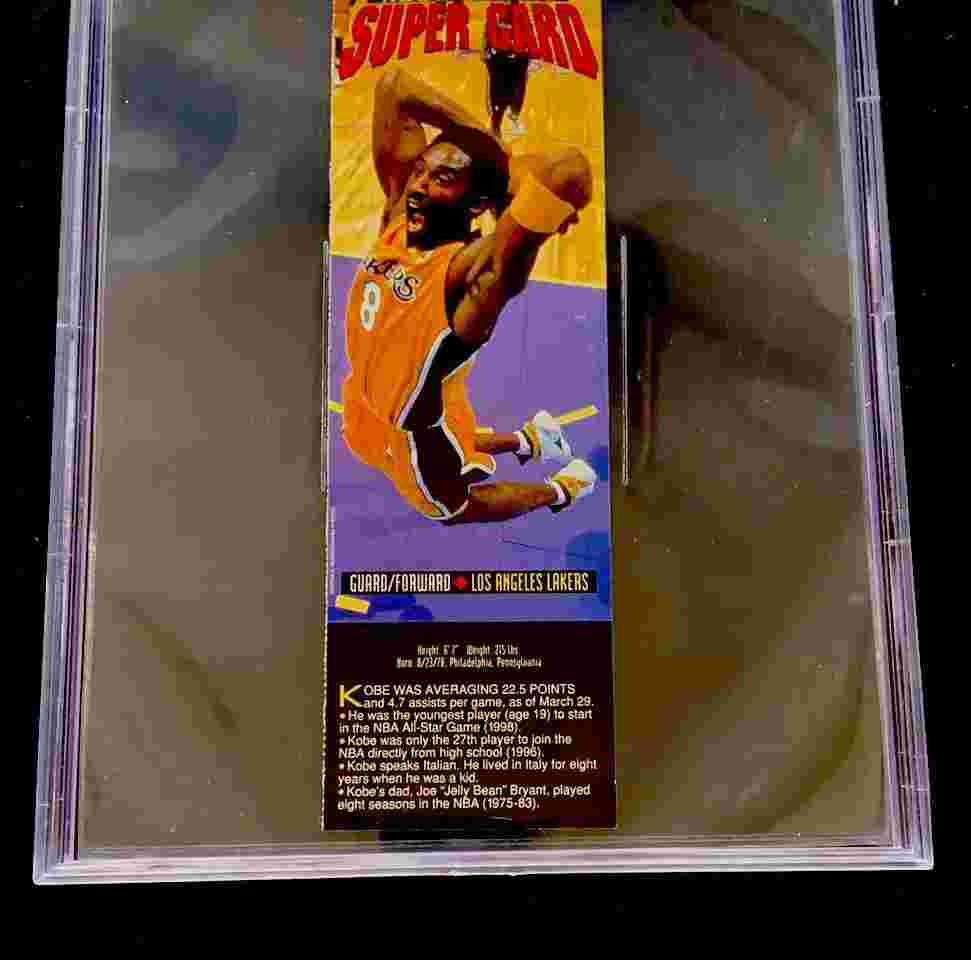 SUPER CARD
8
GUARD/FORWARD LOS ANGELES LAKERS
Height: 6'7" Weight: 215 lbs
Born: 8/23/78, Philadelphia, Pennsylvania
KOBE WAS AVERAGING 22.5 POINTS
and 4.7 assists per game, as of March 29.
• He was the youngest player (age 19) to start
in the NBA All-Star Game (1998).
• Kobe was only the 27th player to join the
NBA directly from high school (1996).
• Kobe speaks Italian. He lived in Italy for eight
years when he was a kid.
• Kobe's dad, Joe "Jelly Bean" Bryant, played
eight seasons in the NBA (1975-83).